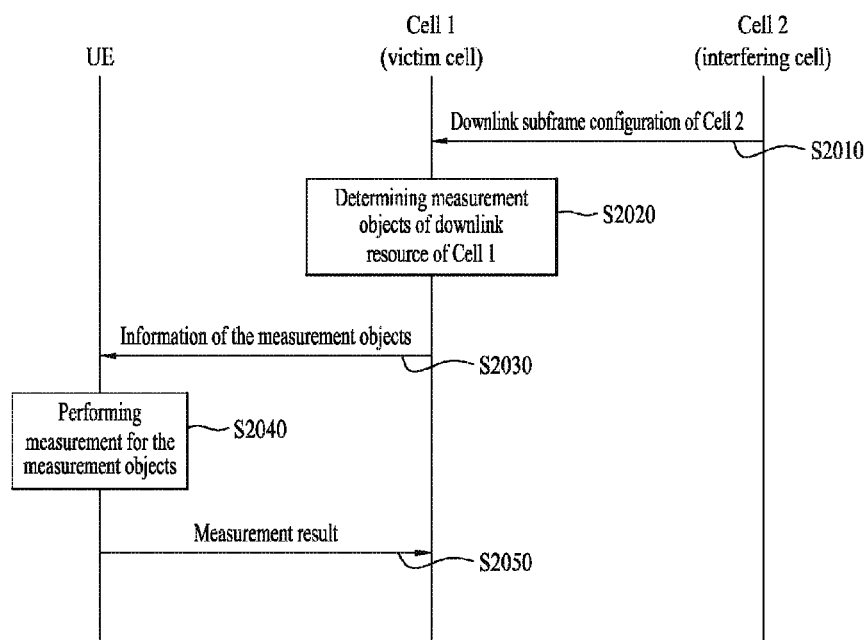 UE
Cell 1
(victim cell)
Cell 2
(interfering cell)
Downlink subframe configuration of Cell 2
S2010
Determining measurement
objects of downlink
resource of Cell 1
S2020
Information of the measurement objects
S2030
Performing
measurement for the
measurement objects
S2040
Measurement result
S2050